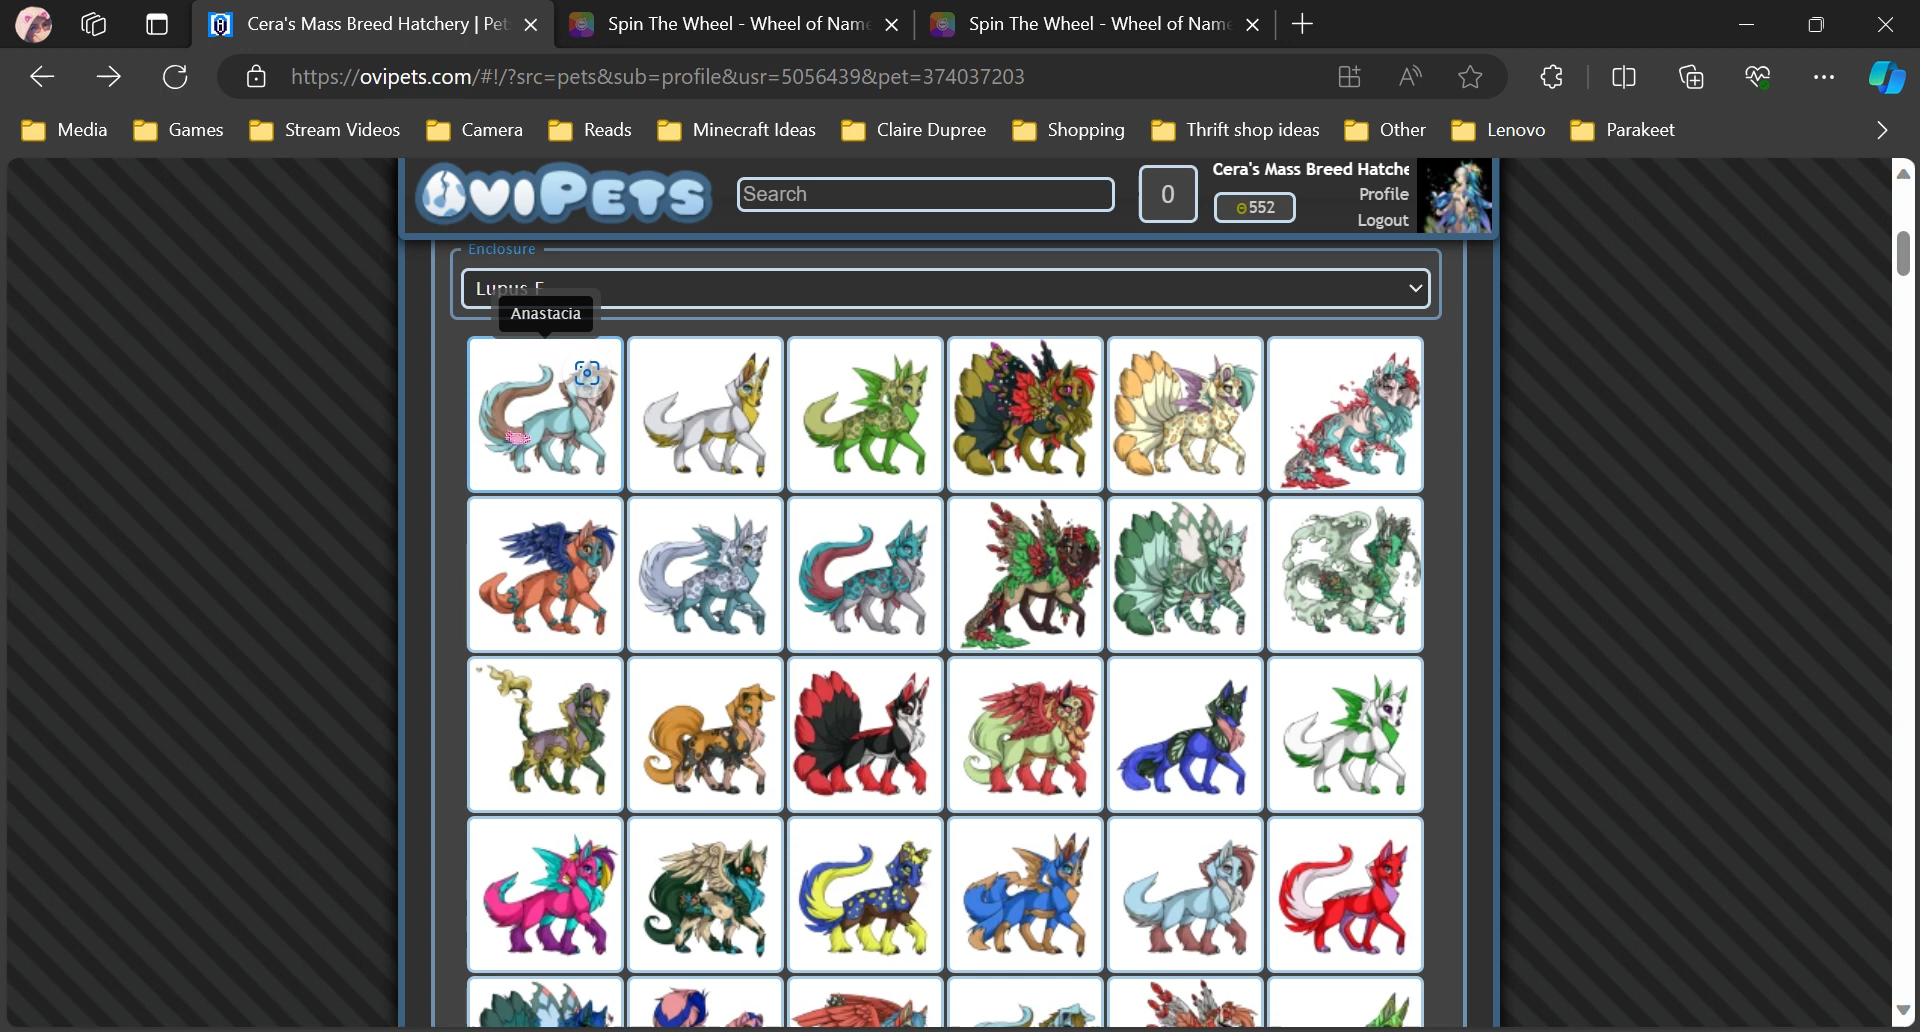 Cera's Mass Breed Hatchery | Pet
Spin The Wheel - Wheel of Name
Spin The Wheel - Wheel of Name
https://ovipets.com/#!/?src=pets&sub=profile&usr=5056439&pet=374037203
Media
Games
Stream Videos
Camera
Reads
Minecraft Ideas
Claire Dupree
Shopping
Thrift shop ideas
Other
Lenovo
Parakeet
OviPets
Search
0
Cera's Mass Breed Hatche
552
Profile
Logout
Enclosure
Lupus F
Anastacia